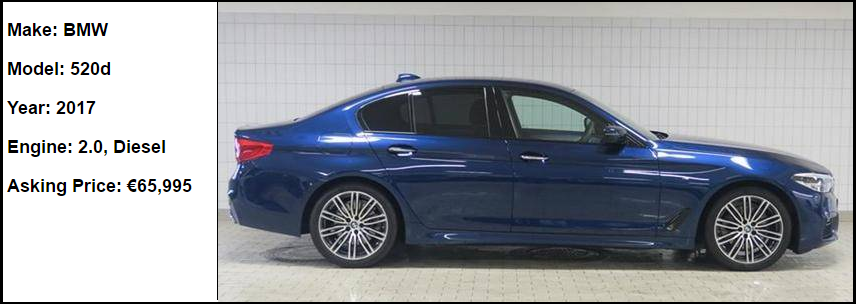 Make: BMW
Model: 520d
Year: 2017
Engine: 2.0, Diesel
Asking Price: €65,995